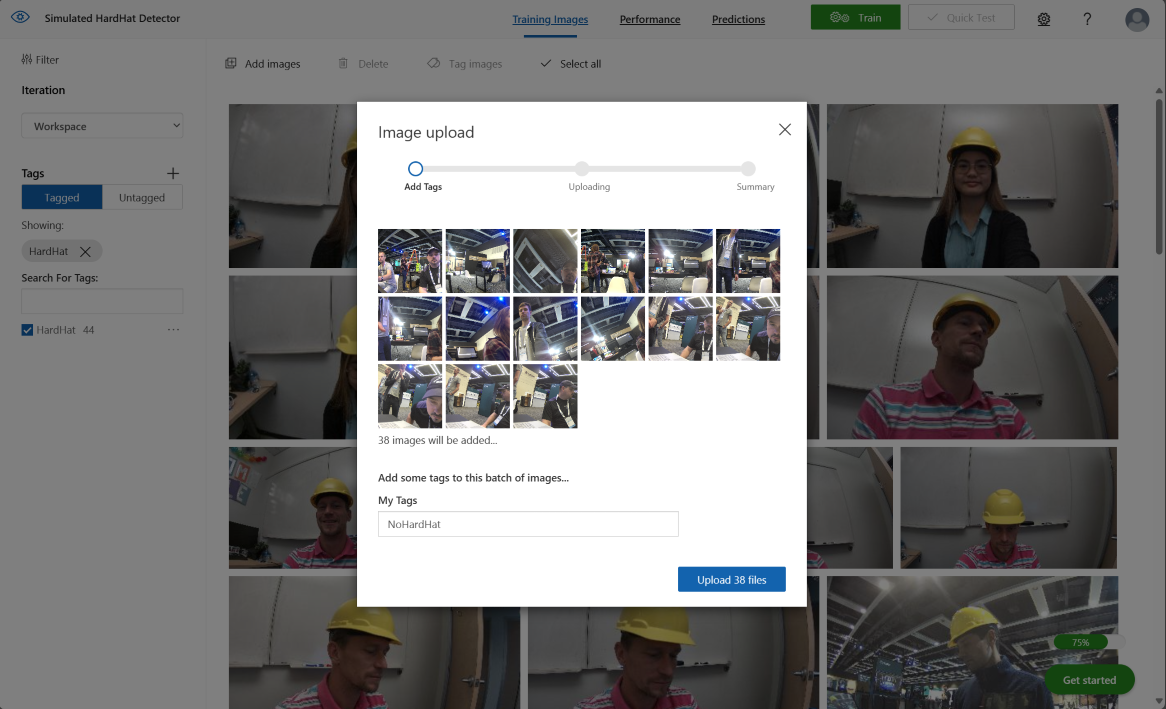 Simulated HardHat Detector
Training Images
Performance
Predictions
Train
Quick Test
?
Filter
Add images
Delete
Tag images
Select all
Iteration
Workspace
Tags
Tagged
Untagged
Showing:
HardHat
Search For Tags:
HardHat 44
Image upload
Add Tags
Uploading
Summary
38 images will be added...
Add some tags to this batch of images...
My Tags
NoHardHat
Upload 38 files
75%
Get started